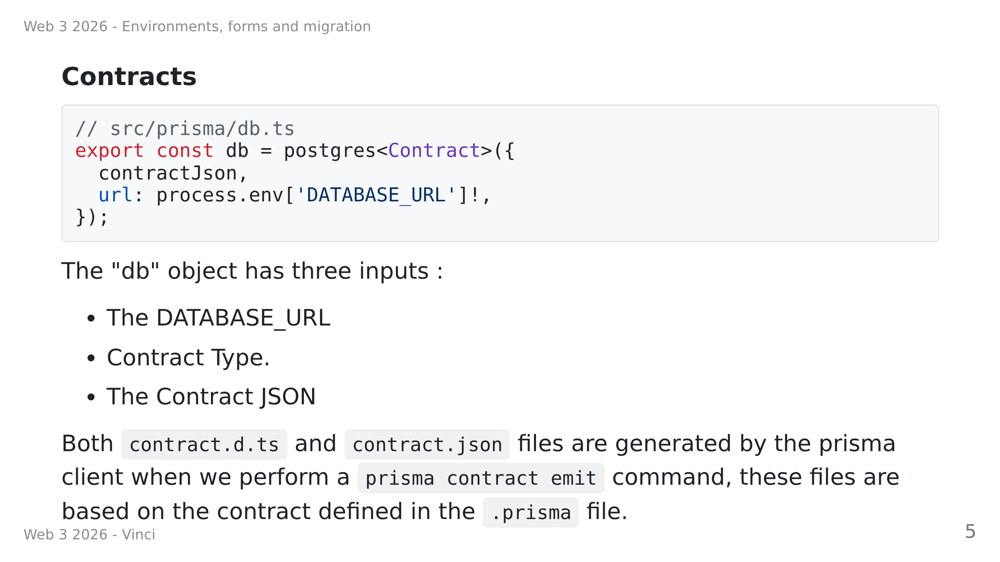 Web 3 2026 - Environments, forms and migration
Contracts
// src/prisma/db.ts
export const db = postgres<Contract>({
  contractJson,
  url: process.env['DATABASE_URL']!,
});
The "db" object has three inputs :
• The DATABASE_URL
• Contract Type.
• The Contract JSON
Both contract.d.ts and contract.json files are generated by the prisma
client when we perform a prisma contract emit command, these files are
based on the contract defined in the .prisma file.
Web 3 2026 - Vinci
5